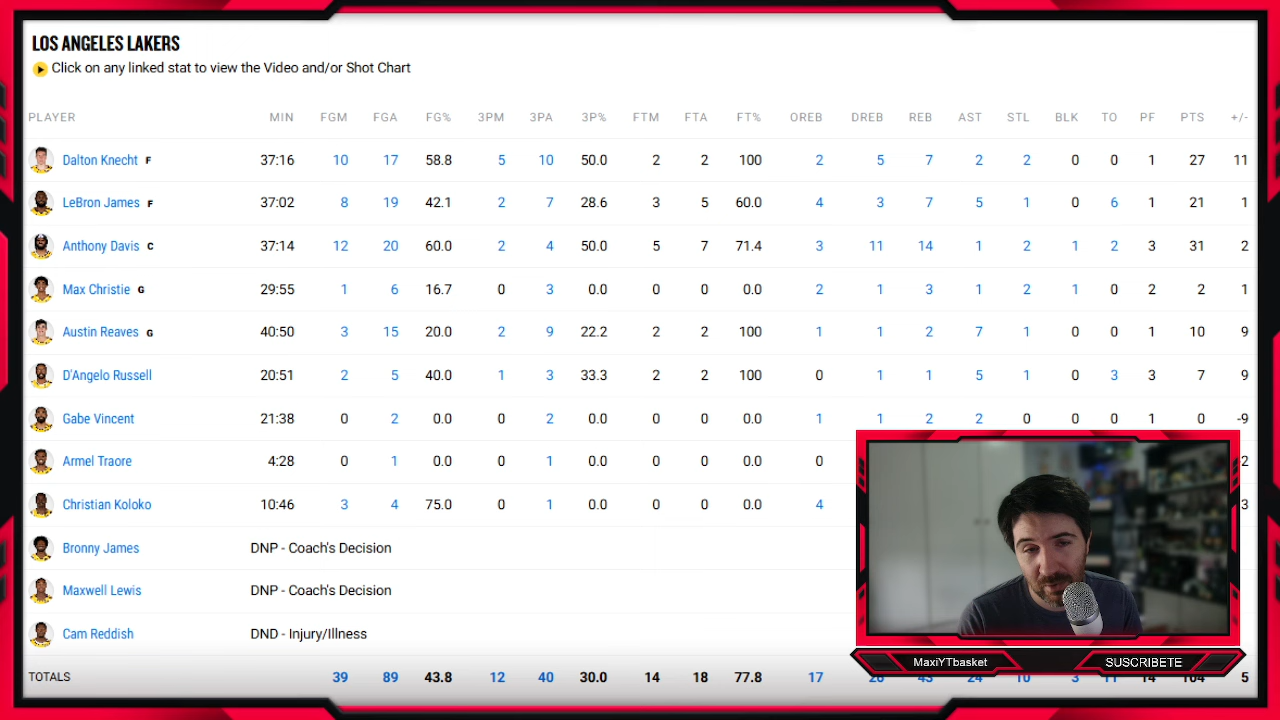 LOS ANGELES LAKERS
Click on any linked stat to view the Video and/or Shot Chart
PLAYER MIN FGM FGA FG% 3PM 3PA 3P% FTM FTA FT% OREB DREB REB AST STL BLK TO PF PTS +/-
Dalton Knecht F 37:16 10 17 58.8 5 10 50.0 2 2 100 2 5 7 2 2 0 0 1 27 11
LeBron James F 37:02 8 19 42.1 2 7 28.6 3 5 60.0 4 3 7 5 1 0 6 1 21 1
Anthony Davis C 37:14 12 20 60.0 2 4 50.0 5 7 71.4 3 11 14 1 2 1 2 3 31 2
Max Christie G 29:55 1 6 16.7 0 3 0.0 0 0 0.0 2 1 3 1 2 1 0 2 2 1
Austin Reaves G 40:50 3 15 20.0 2 9 22.2 2 2 100 1 1 2 7 1 0 0 1 10 9
D'Angelo Russell 20:51 2 5 40.0 1 3 33.3 2 2 100 0 1 1 5 1 0 3 3 7 9
Gabe Vincent 21:38 0 2 0.0 0 2 0.0 0 0 0.0 1 1 2 2 0 0 0 1 0 -9
Armel Traore 4:28 0 1 0.0 0 1 0.0 0 0 0.0 0 2
Christian Koloko 10:46 3 4 75.0 0 1 0.0 0 0 0.0 4 3
Bronny James DNP - Coach's Decision
Maxwell Lewis DNP - Coach's Decision
Cam Reddish DND - Injury/Illness
MaxiYTbasket SUSCRIBETE
TOTALS 39 89 43.8 12 40 30.0 14 18 77.8 17 5